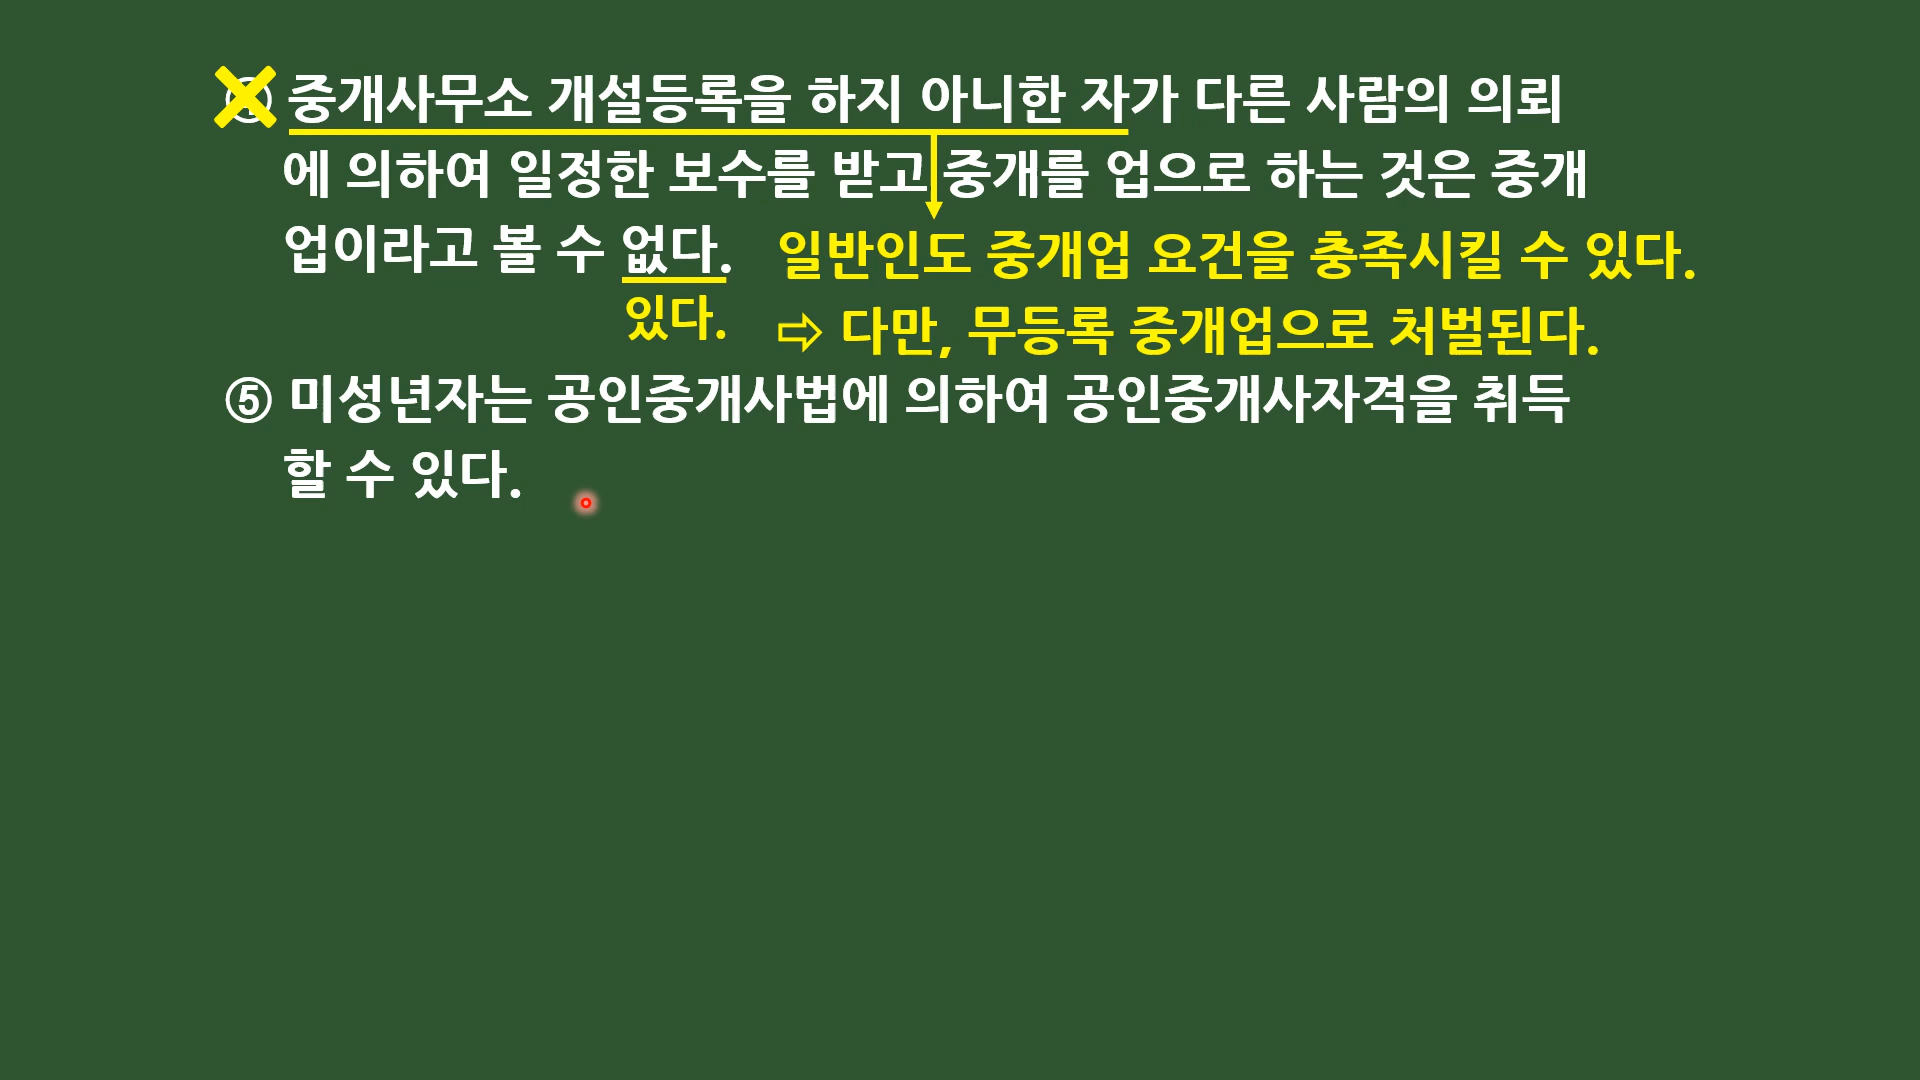 ④ 중개사무소 개설등록을 하지 아니한 자가 다른 사람의 의뢰
에 의하여 일정한 보수를 받고 중개를 업으로 하는 것은 중개
업이라고 볼 수 없다. 일반인도 중개업 요건을 충족시킬 수 있다.
있다. ⇨ 다만, 무등록 중개업으로 처벌된다.
⑤ 미성년자는 공인중개사법에 의하여 공인중개사자격을 취득
할 수 있다.